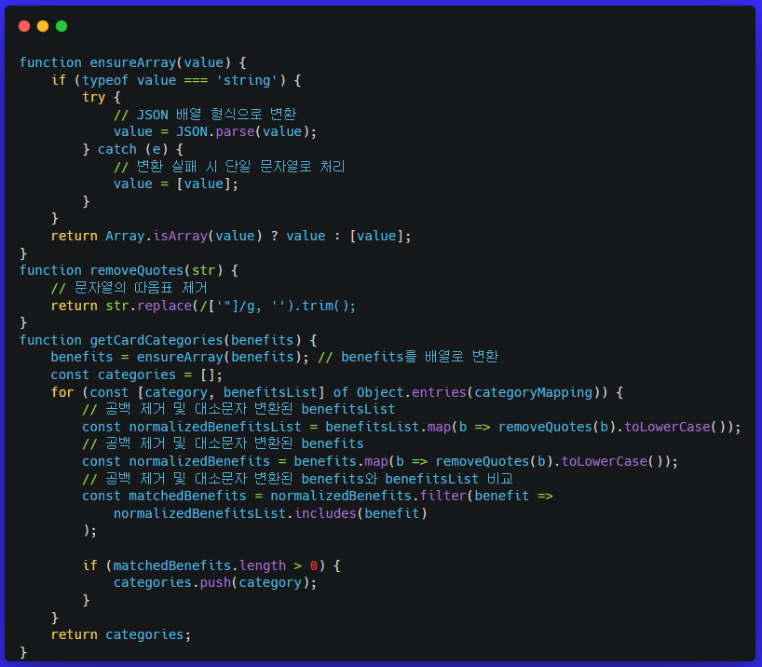 function ensureArray(value) {
    if (typeof value === 'string') {
        try {
            // JSON 배열 형식으로 변환
            value = JSON.parse(value);
        } catch (e) {
            // 변환 실패 시 단일 문자열로 처리
            value = [value];
        }
    }
    return Array.isArray(value) ? value : [value];
}
function removeQuotes(str) {
    // 문자열의 따옴표 제거
    return str.replace(/['"]/g, '').trim();
}
function getCardCategories(benefits) {
    benefits = ensureArray(benefits); // benefits를 배열로 변환
    const categories = [];
    for (const [category, benefitsList] of Object.entries(categoryMapping)) {
        // 공백 제거 및 대소문자 변환된 benefitsList
        const normalizedBenefitsList = benefitsList.map(b => removeQuotes(b).toLowerCase());
        // 공백 제거 및 대소문자 변환된 benefits
        const normalizedBenefits = benefits.map(b => removeQuotes(b).toLowerCase());
        // 공백 제거 및 대소문자 변환된 benefits와 benefitsList 비교
        const matchedBenefits = normalizedBenefits.filter(benefit =>
            normalizedBenefitsList.includes(benefit)
        );

        if (matchedBenefits.length > 0) {
            categories.push(category);
        }
    }
    return categories;
}